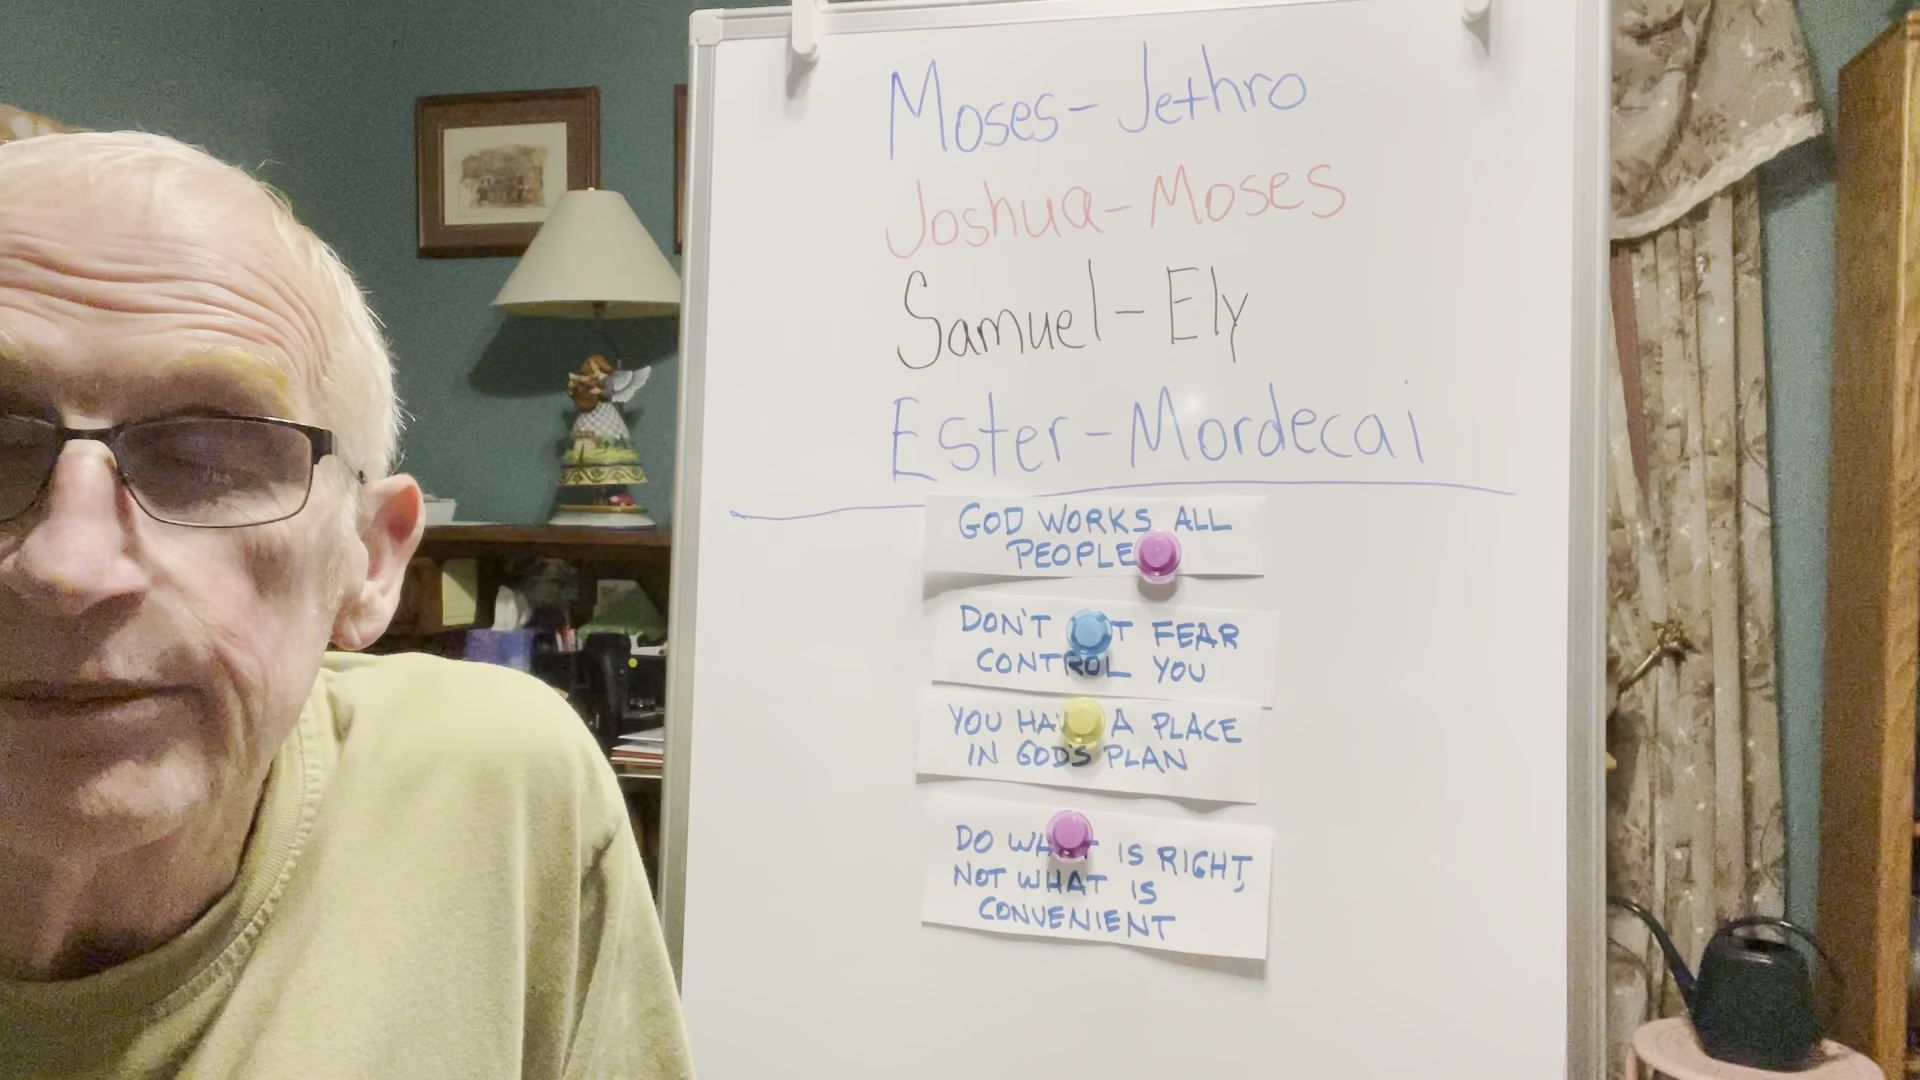 Moses-Jethro
Joshua-Moses
Samuel-Ely
Ester-Mordecai
GOD WORKS ALL
PEOPLE
DON'T FEAR
CONTROL YOU
YOU A PLACE
IN GOD'S PLAN
DO WHAT IS RIGHT,
NOT WHAT IS
CONVENIENT